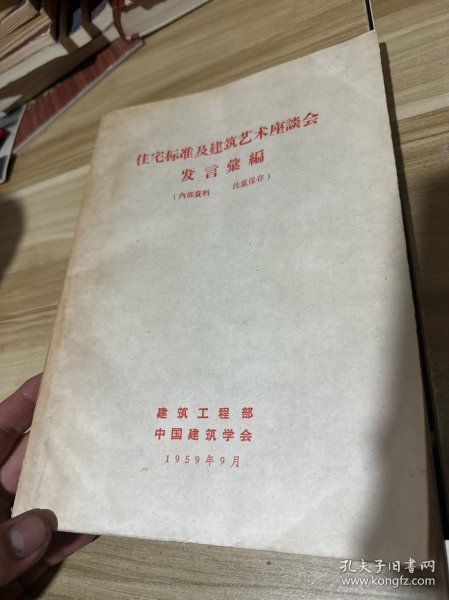 住宅标准及建筑艺术座談会
发言彙編
（内部資料 注意保存）
建筑工程部
中国建筑学会
1959年9月
孔夫子旧书网
www.kongfz.com